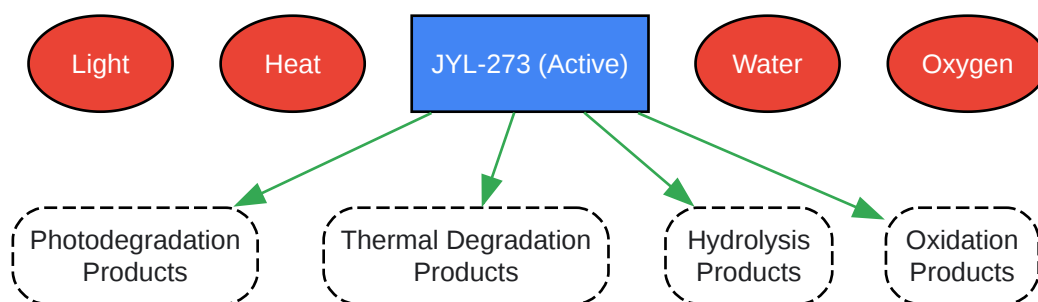 Light
Heat
JYL-273 (Active)
Water
Oxygen
Photodegradation
Products
Thermal Degradation
Products
Hydrolysis
Products
Oxidation
Products